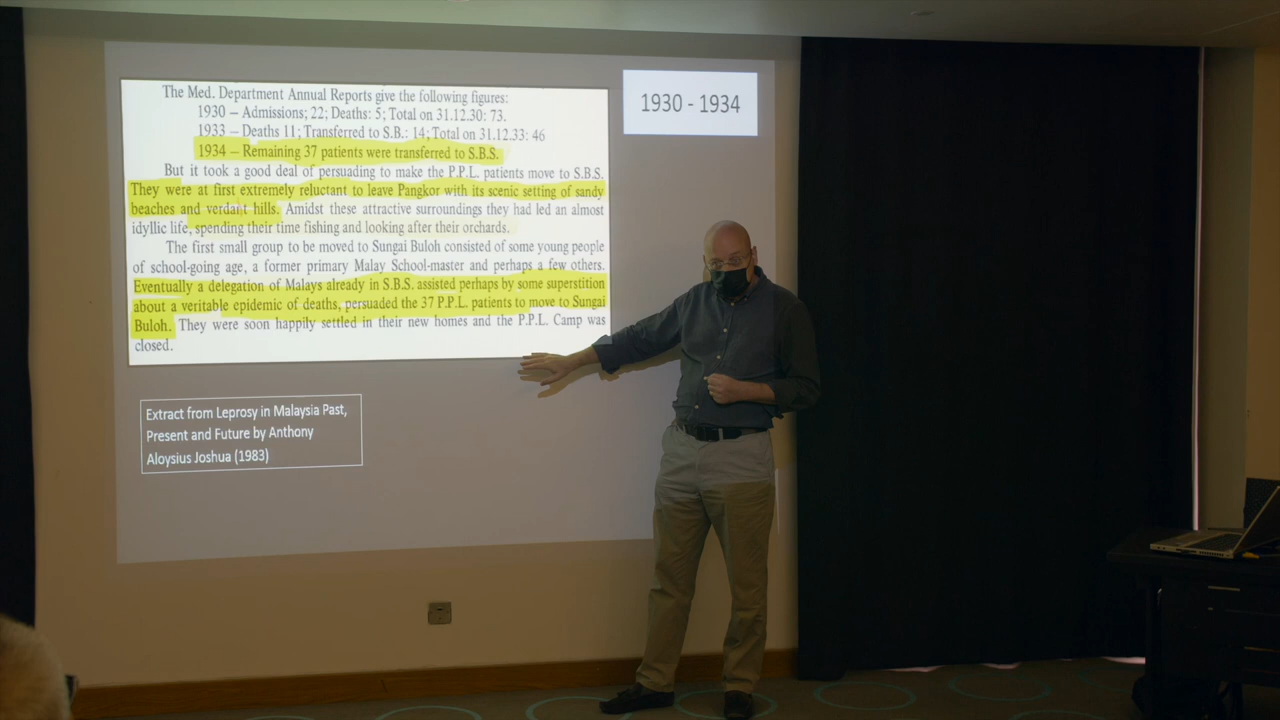 The Med. Department Annual Reports give the following figures:
1930 – Admissions; 22; Deaths: 5; Total on 31.12.30: 73.
1933 – Deaths 11; Transferred to S.B.: 14; Total on 31.12.33: 46
1934 – Remaining 37 patients were transferred to S.B.S.
But it took a good deal of persuading to make the P.P.L. patients move to S.B.S.
They were at first extremely reluctant to leave Pangkor with its scenic setting of sandy
beaches and verdant hills. Amidst these attractive surroundings they had led an almost
idyllic life, spending their time fishing and looking after their orchards.
The first small group to be moved to Sungai Buloh consisted of some young people
of school-going age, a former primary Malay School-master and perhaps a few others.
Eventually a delegation of Malays already in S.B.S. assisted perhaps by some superstition
about a veritable epidemic of deaths, persuaded the 37 P.P.L. patients to move to Sungai
Buloh. They were soon happily settled in their new homes and the P.P.L. Camp was
closed.
1930 - 1934
Extract from Leprosy in Malaysia Past,
Present and Future by Anthony
Aloysius Joshua (1983)